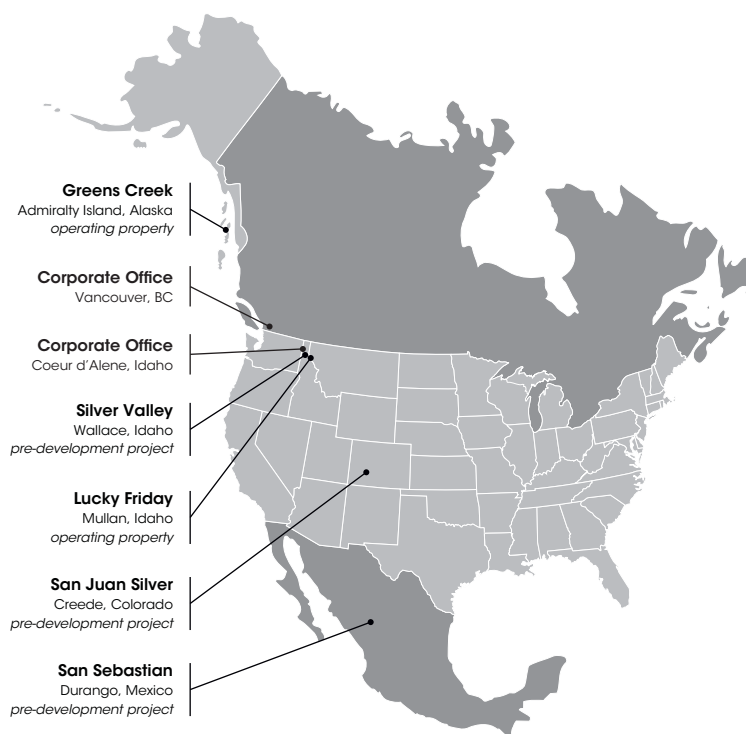 Greens Creek
Admiralty Island, Alaska
operating property
Corporate Office
Vancouver, BC
Corporate Office
Coeur d’Alene, Idaho
Silver Valley
Wallace, Idaho
pre-development project
Lucky Friday
Mullan, Idaho
operating property
San Juan Silver
Creede, Colorado
pre-development project
San Sebastian
Durango, Mexico
pre-development project